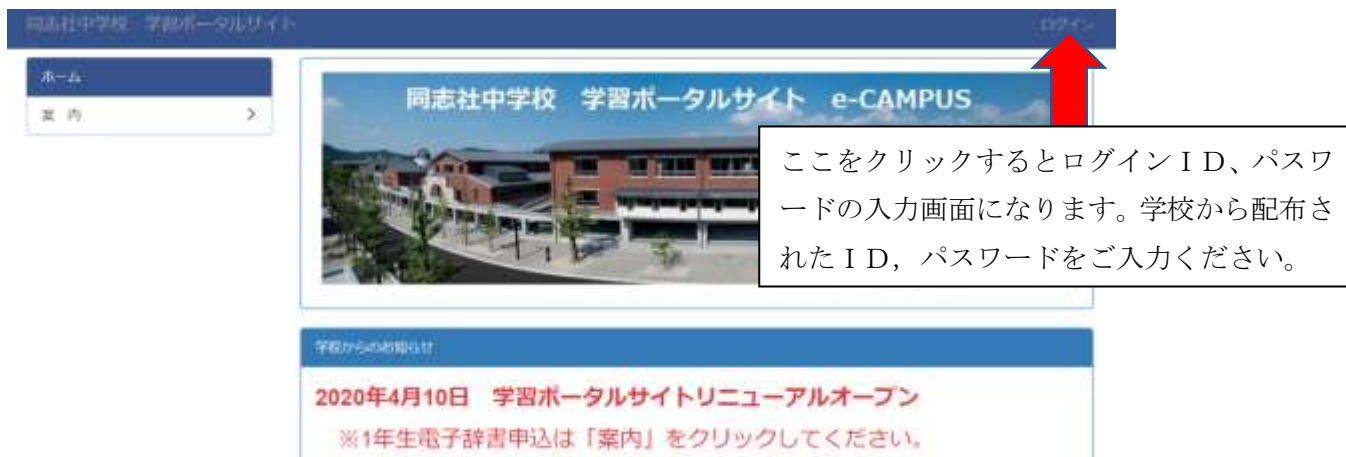 同志社中学校　学習ポータルサイト
ログイン
ホーム
案 内
同志社中学校　学習ポータルサイト　e-CAMPUS
ここをクリックするとログインＩＤ、パスワ
ードの入力画面になります。学校から配布さ
れたＩＤ，パスワードをご入力ください。
学校からのお知らせ
2020年4月10日　学習ポータルサイトリニューアルオープン
※1年生電子辞書申込は「案内」をクリックしてください。